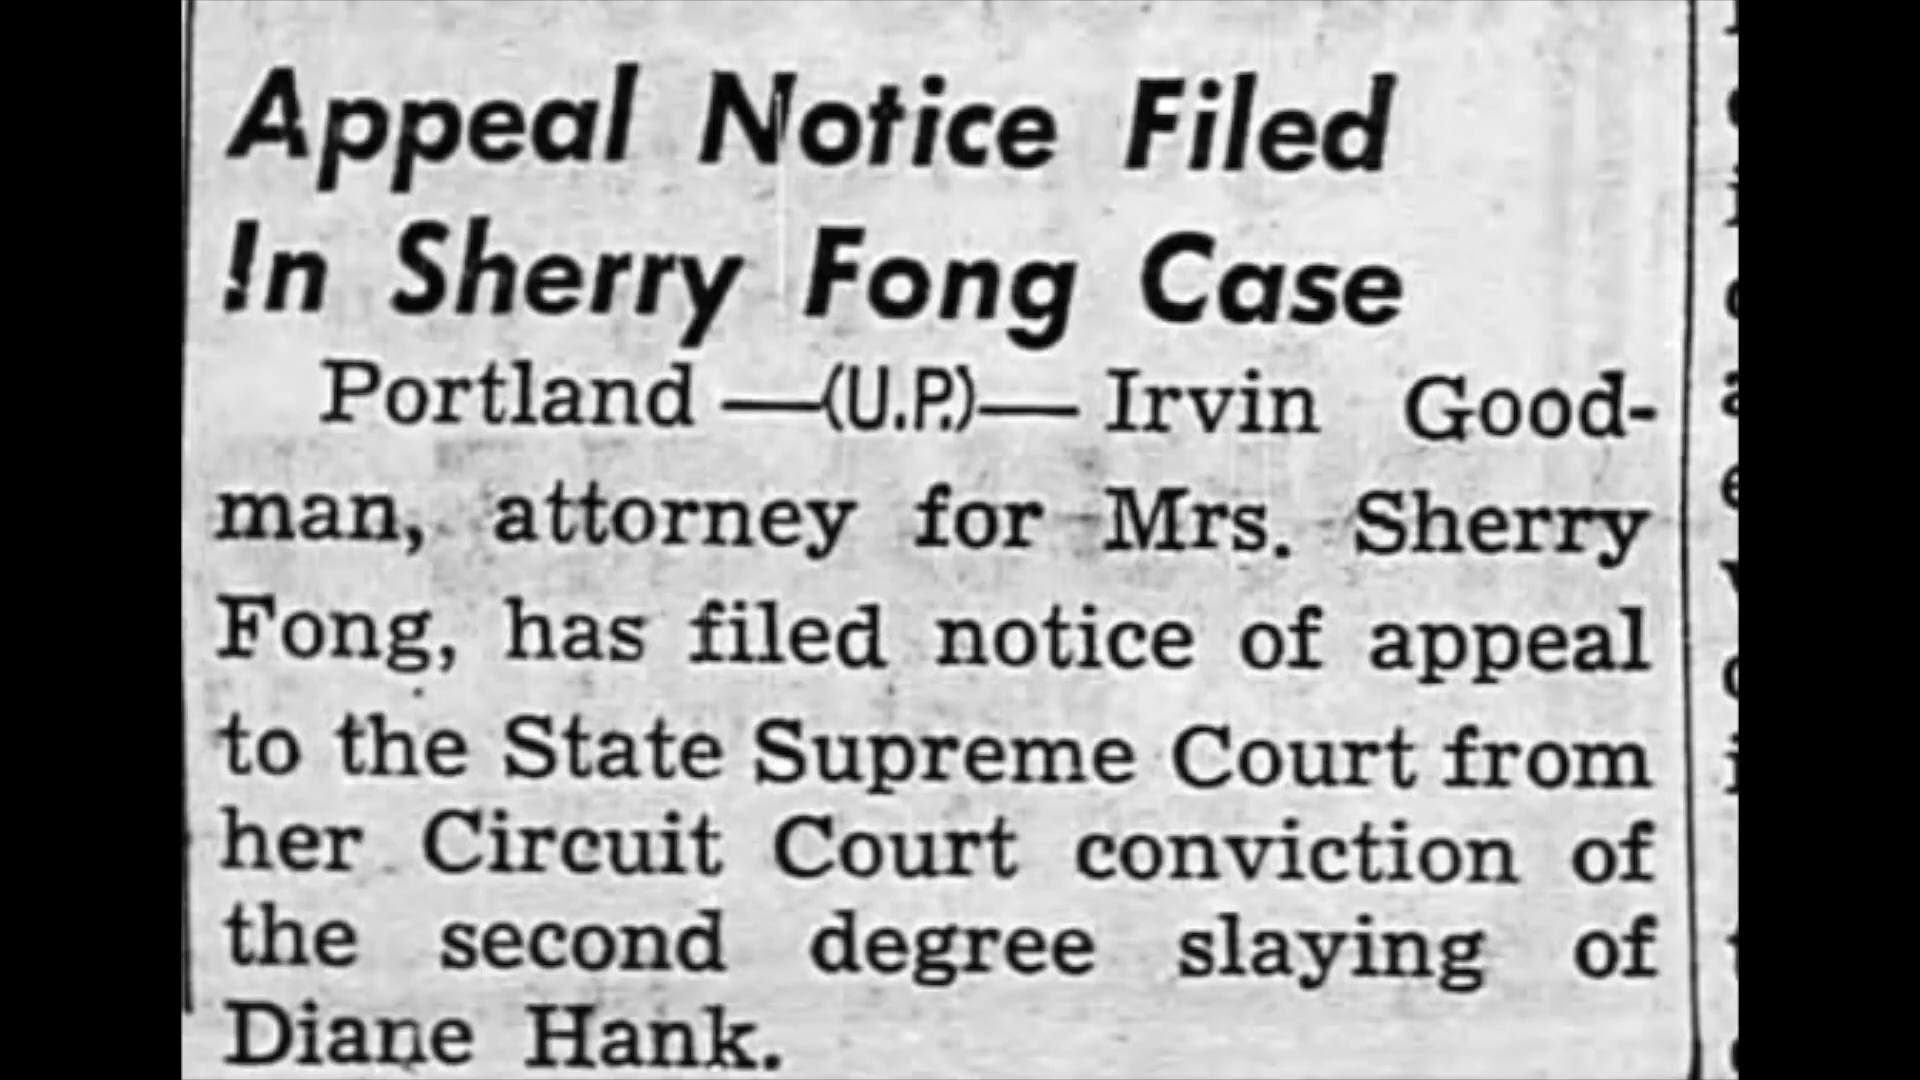 Appeal Notice Filed
In Sherry Fong Case
Portland —(U.P.)— Irvin Good-
man, attorney for Mrs. Sherry
Fong, has filed notice of appeal
to the State Supreme Court from
her Circuit Court conviction of
the second degree slaying of
Diane Hank.